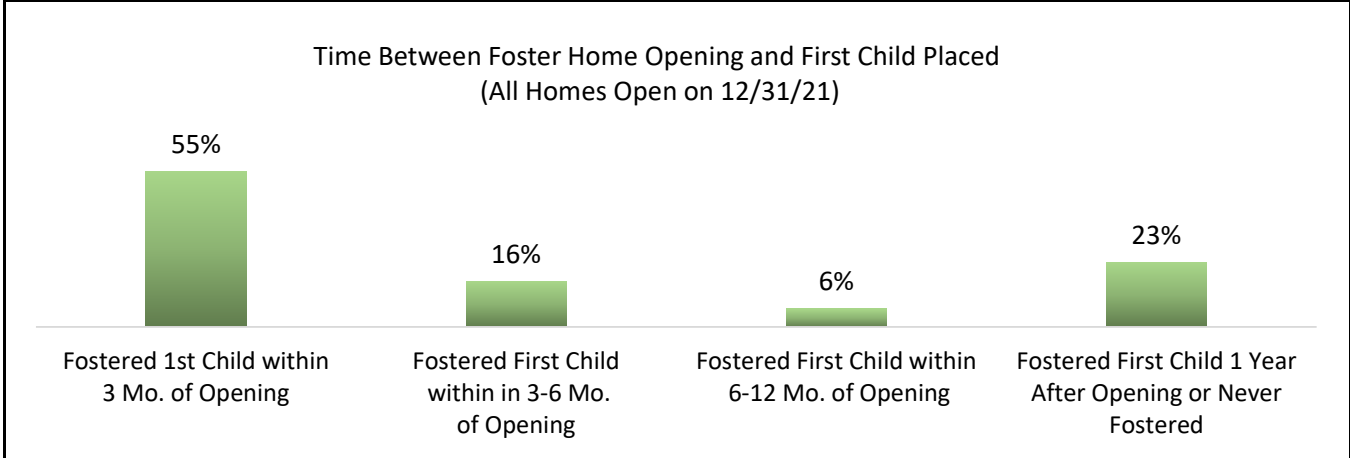 Time Between Foster Home Opening and First Child Placed
(All Homes Open on 12/31/21)
55%
16%
6%
23%
Fostered 1st Child within
3 Mo. of Opening
Fostered First Child
within in 3-6 Mo.
of Opening
Fostered First Child within
6-12 Mo. of Opening
Fostered First Child 1 Year
After Opening or Never
Fostered